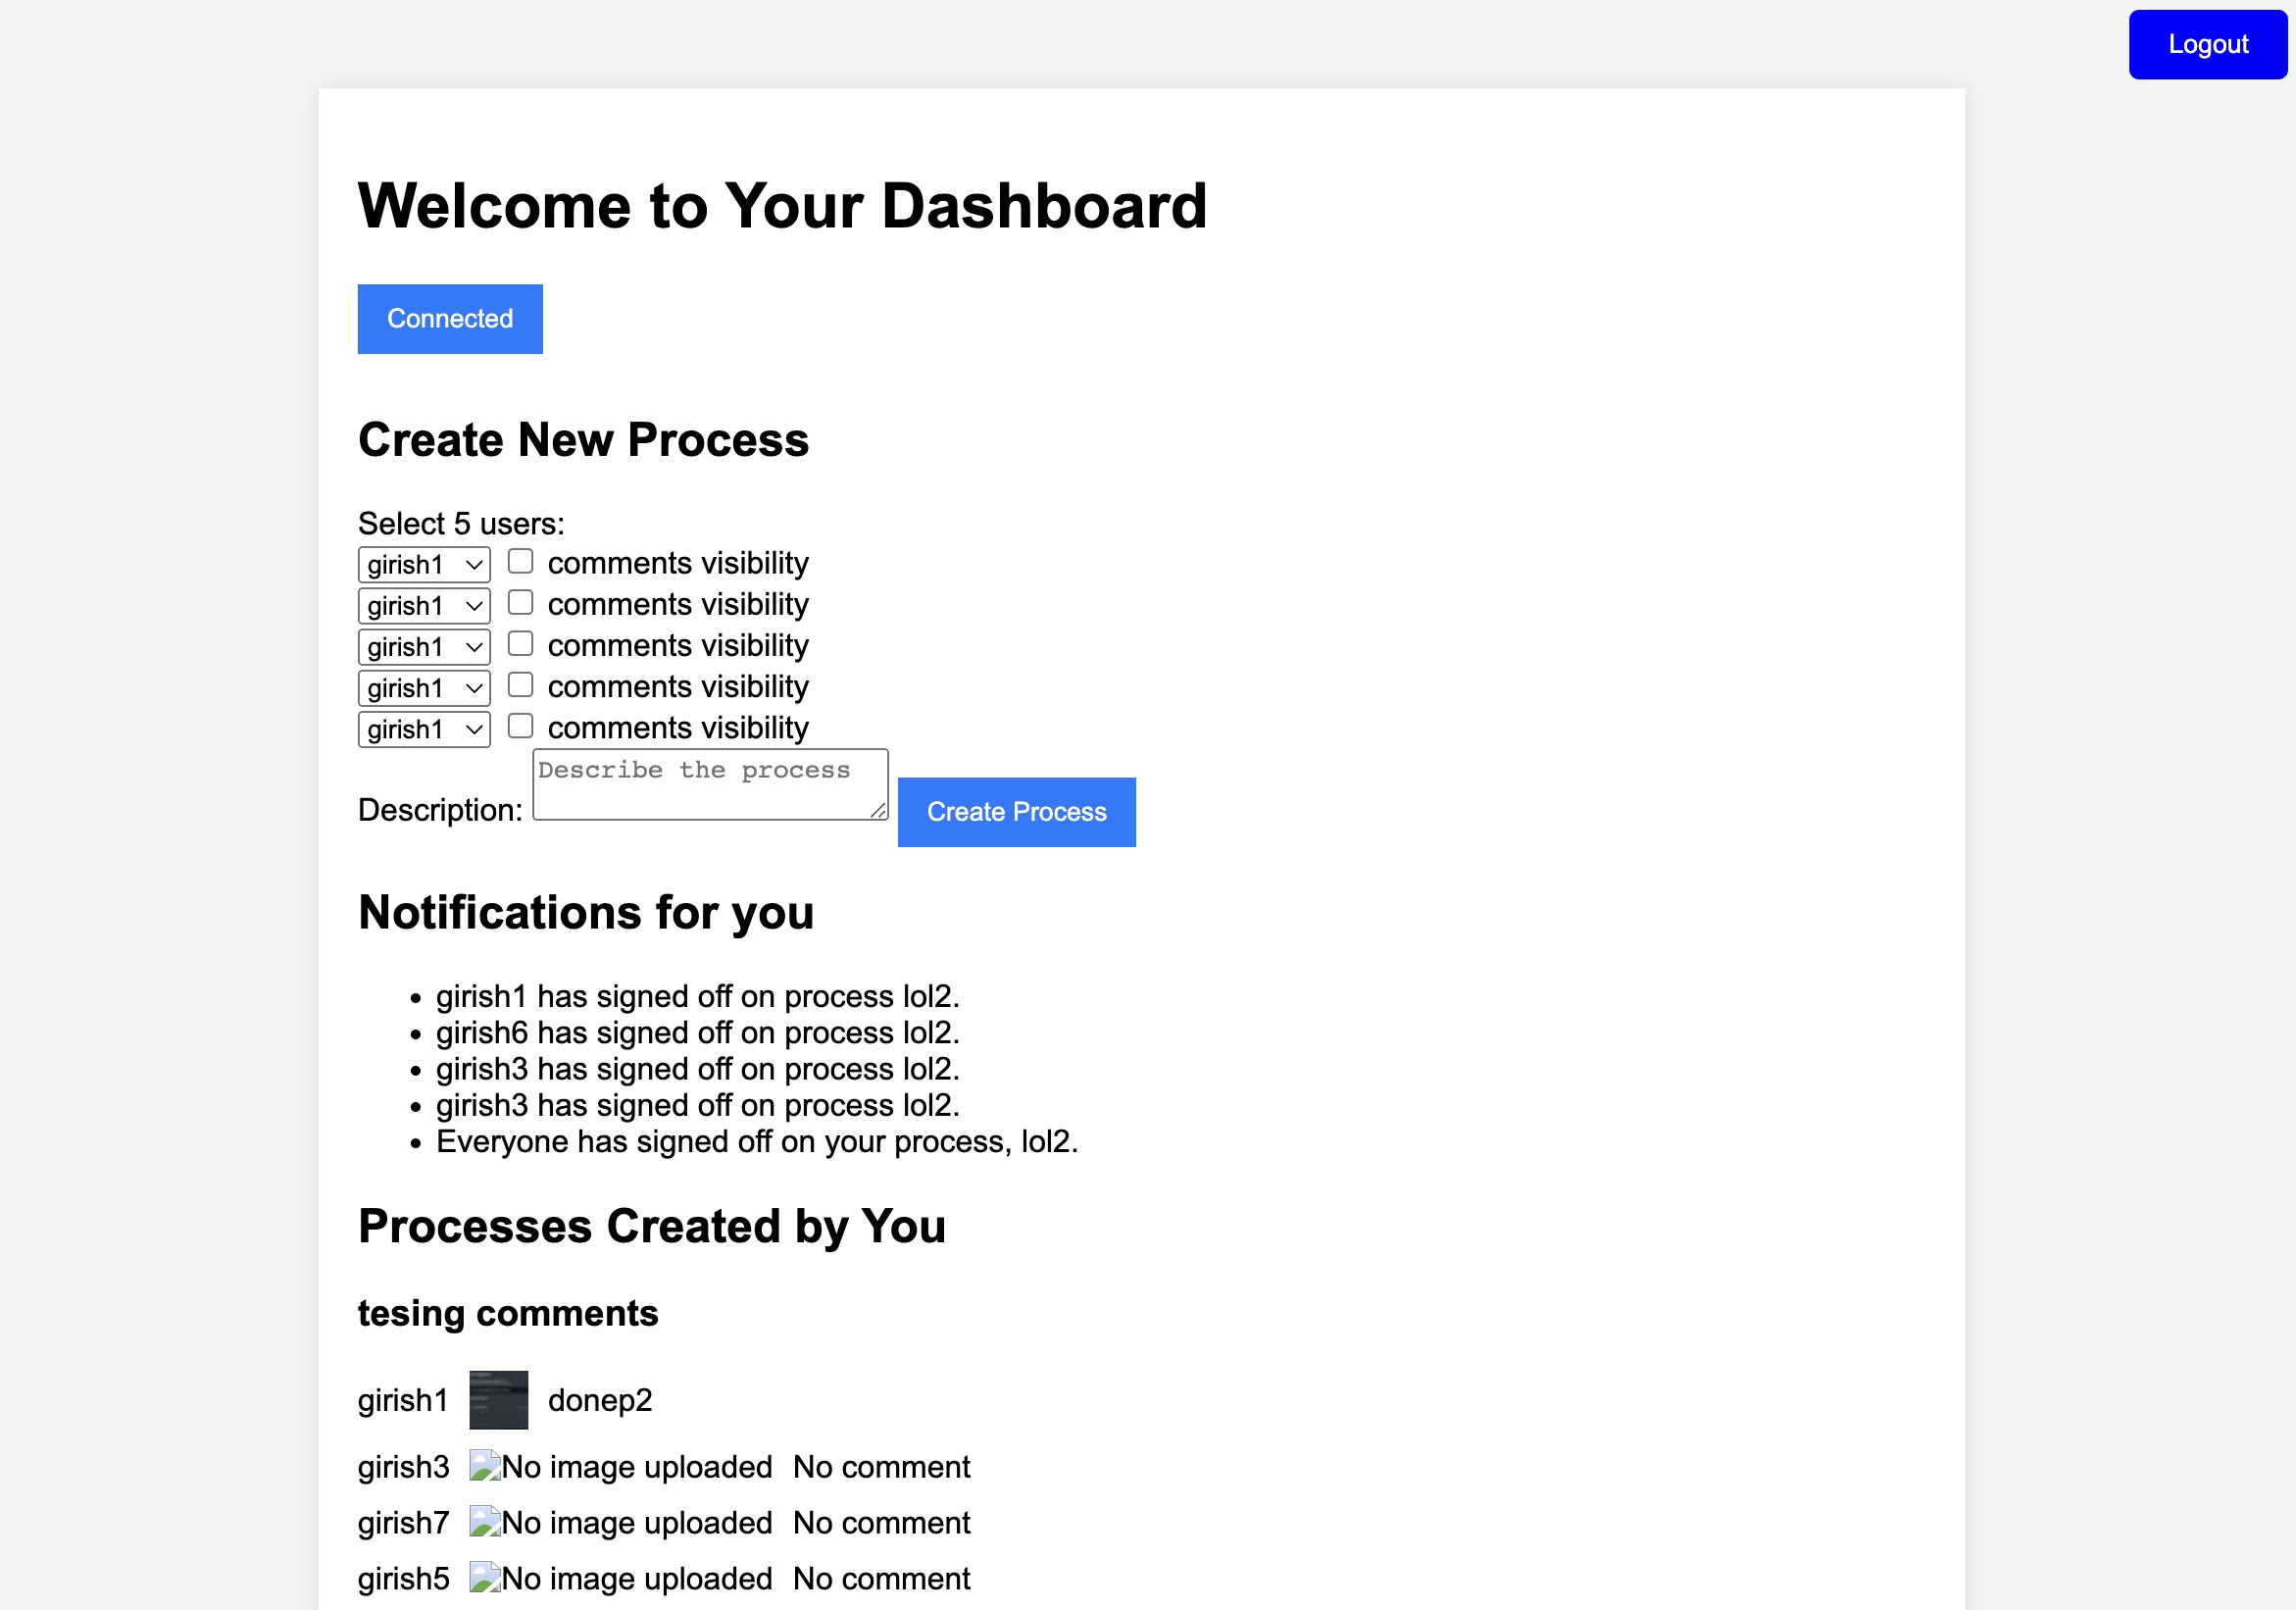 Logout
Welcome to Your Dashboard
Connected
Create New Process
Select 5 users:
girish1 comments visibility
girish1 comments visibility
girish1 comments visibility
girish1 comments visibility
girish1 comments visibility
Description: Describe the process Create Process
Notifications for you
girish1 has signed off on process lol2.
girish6 has signed off on process lol2.
girish3 has signed off on process lol2.
girish3 has signed off on process lol2.
Everyone has signed off on your process, lol2.
Processes Created by You
tesing comments
girish1 donep2
girish3 No image uploaded No comment
girish7 No image uploaded No comment
girish5 No image uploaded No comment